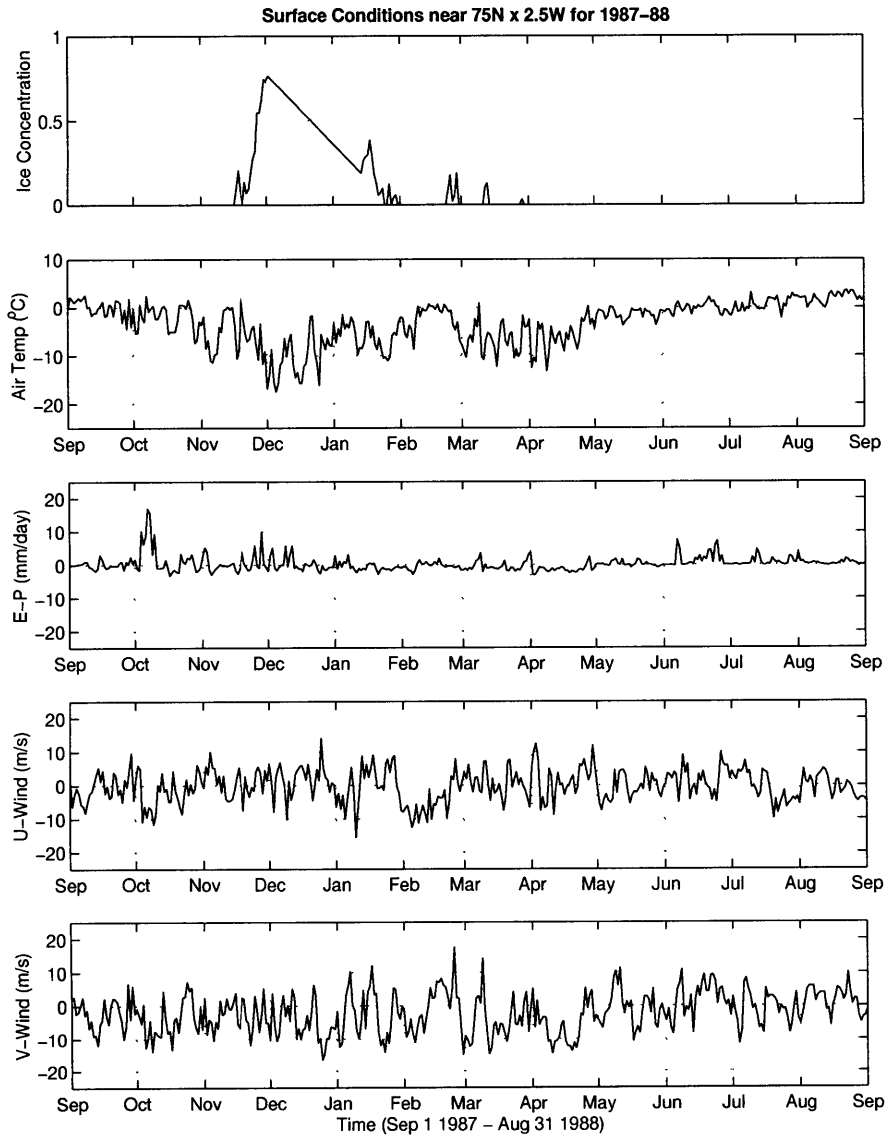 Surface Conditions near 75N x 2.5W for 1987-88
Ice Concentration
1
0.5
0
Air Temp (ºC)
10
0
-10
-20
Sep Oct Nov Dec Jan Feb Mar Apr May Jun Jul Aug Sep
E-P (mm/day)
20
10
0
-10
-20
Sep Oct Nov Dec Jan Feb Mar Apr May Jun Jul Aug Sep
U-Wind (m/s)
20
10
0
-10
-20
Sep Oct Nov Dec Jan Feb Mar Apr May Jun Jul Aug Sep
V-Wind (m/s)
20
10
0
-10
-20
Sep Oct Nov Dec Jan Feb Mar Apr May Jun Jul Aug Sep
Time (Sep 1 1987 - Aug 31 1988)